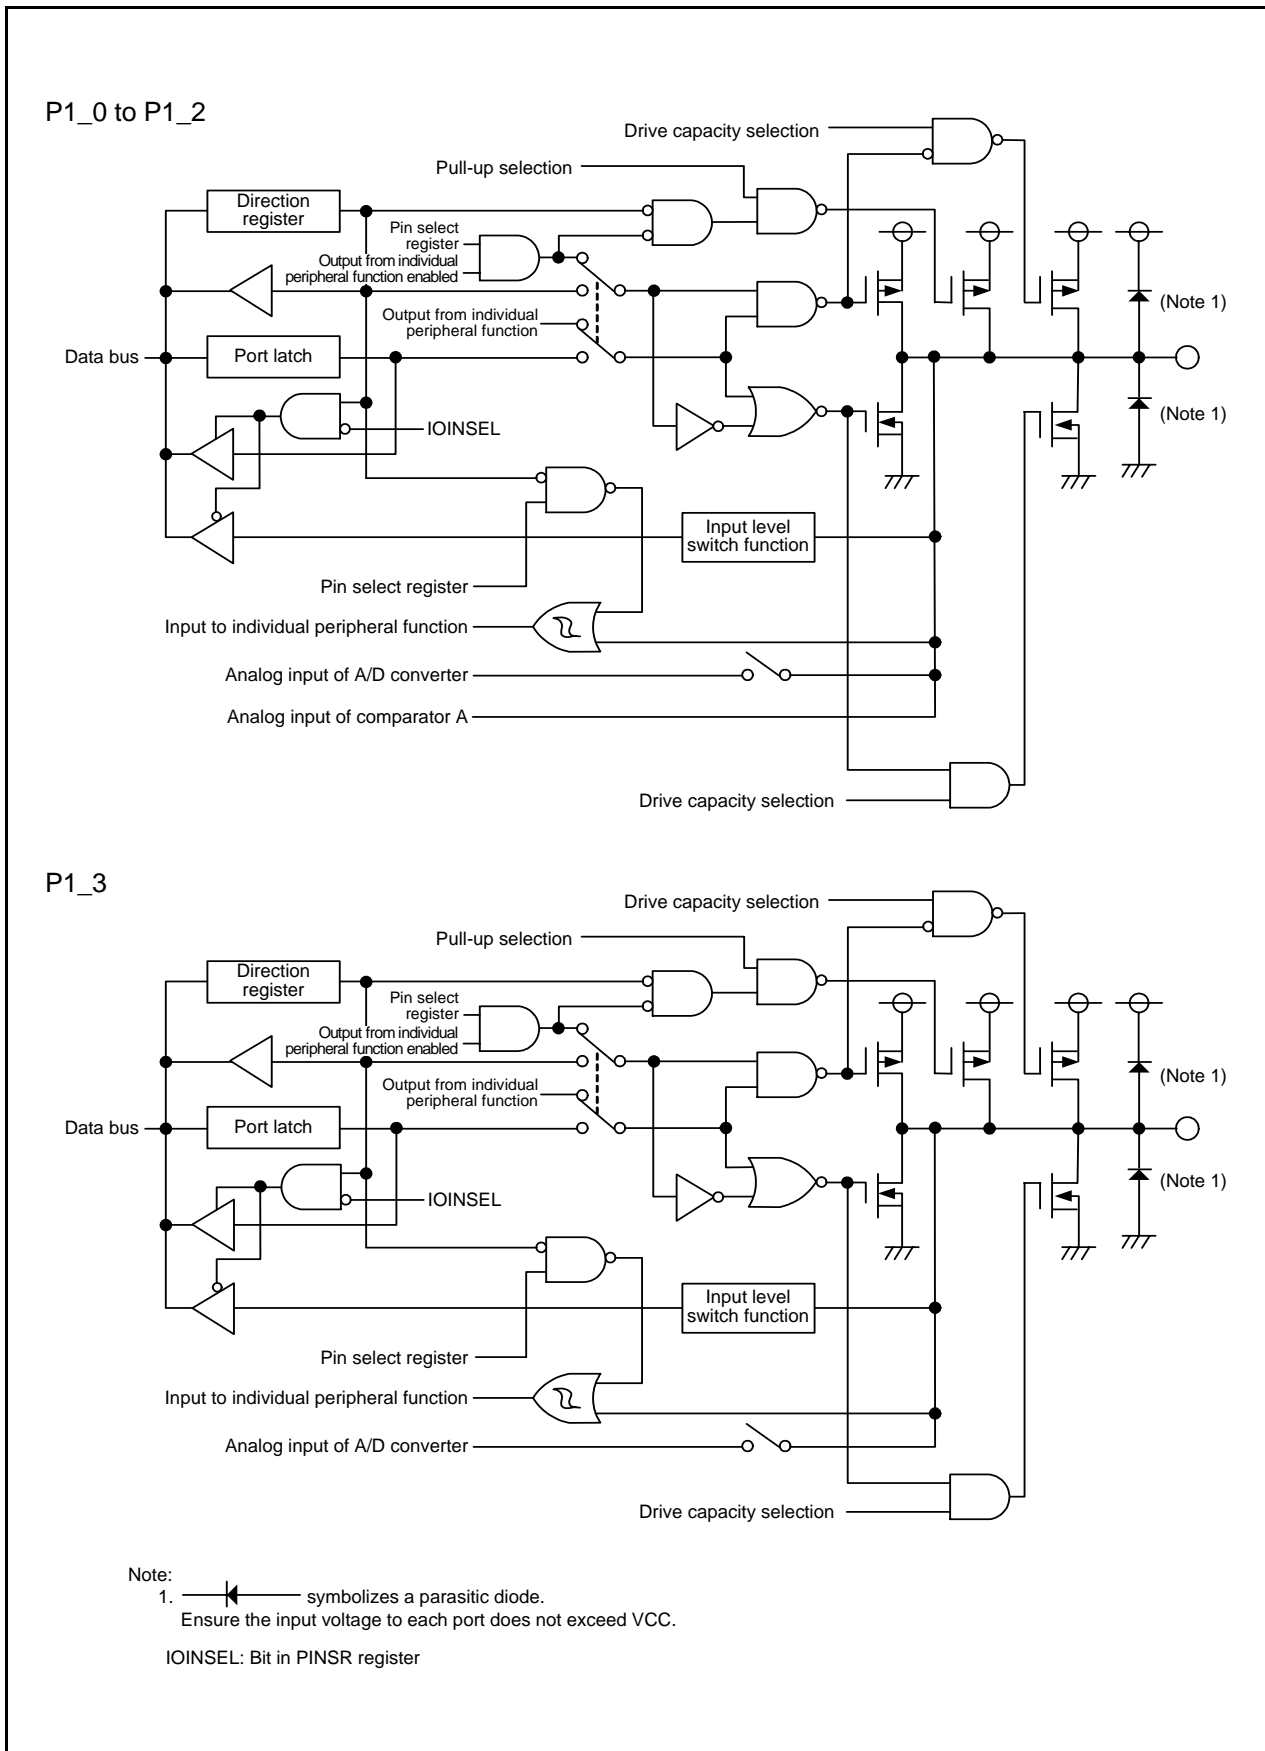 P1_0 to P1_2
Drive capacity selection
Pull-up selection
Direction
register
Pin select
register
Output from individual
peripheral function enabled
Output from individual
peripheral function
(Note 1)
Data bus
Port latch
(Note 1)
IOINSEL
Input level
switch function
Pin select register
Input to individual peripheral function
Analog input of A/D converter
Analog input of comparator A
Drive capacity selection
P1_3
Drive capacity selection
Pull-up selection
Direction
register
Pin select
register
Output from individual
peripheral function enabled
Output from individual
peripheral function
(Note 1)
Data bus
Port latch
(Note 1)
IOINSEL
Input level
switch function
Pin select register
Input to individual peripheral function
Analog input of A/D converter
Drive capacity selection
Note:
1. symbolizes a parasitic diode.
Ensure the input voltage to each port does not exceed VCC.
IOINSEL: Bit in PINSR register